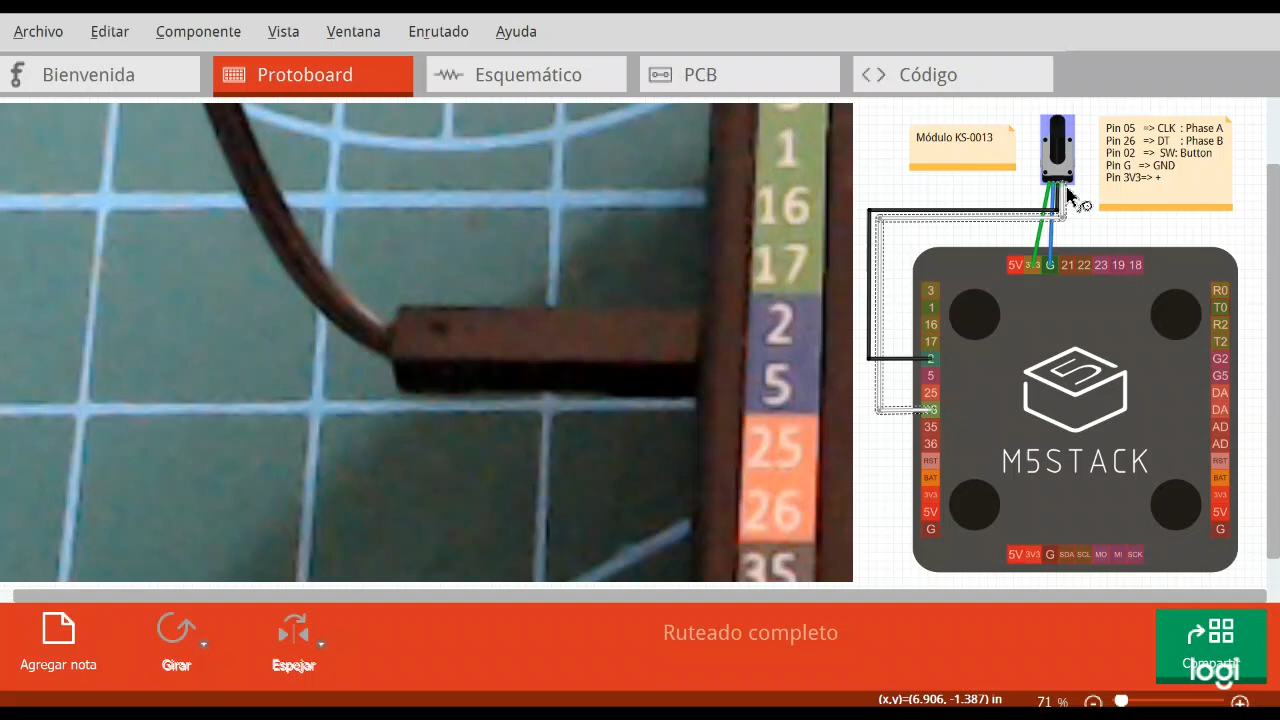 Archivo Editar Componente Vista Ventana Enrutado Ayuda
Bienvenida Protoboard Esquemático PCB Código
1
16
17
2
5
25
26
35
Módulo KS-0013
Pin 05 => CLK : Phase A
Pin 26 => DT : Phase B
Pin 02 => SW: Button
Pin G => GND
Pin 3V3=> +
5V 3V3 G 21 22 23 19 18
3
1
16
17
2
5
25
35
36
RST
BAT
3V3
5V
G
R0
T0
R2
T2
G2
G5
DA
DA
AD
AD
RST
BAT
3V3
5V
G
M5STACK
5V 3V3 G SDA SCL MO MI SCK
Agregar nota
Girar
Espejar
Ruteado completo
Compartir
logi
(x,y)=(6.906, -1.387) in 71 %